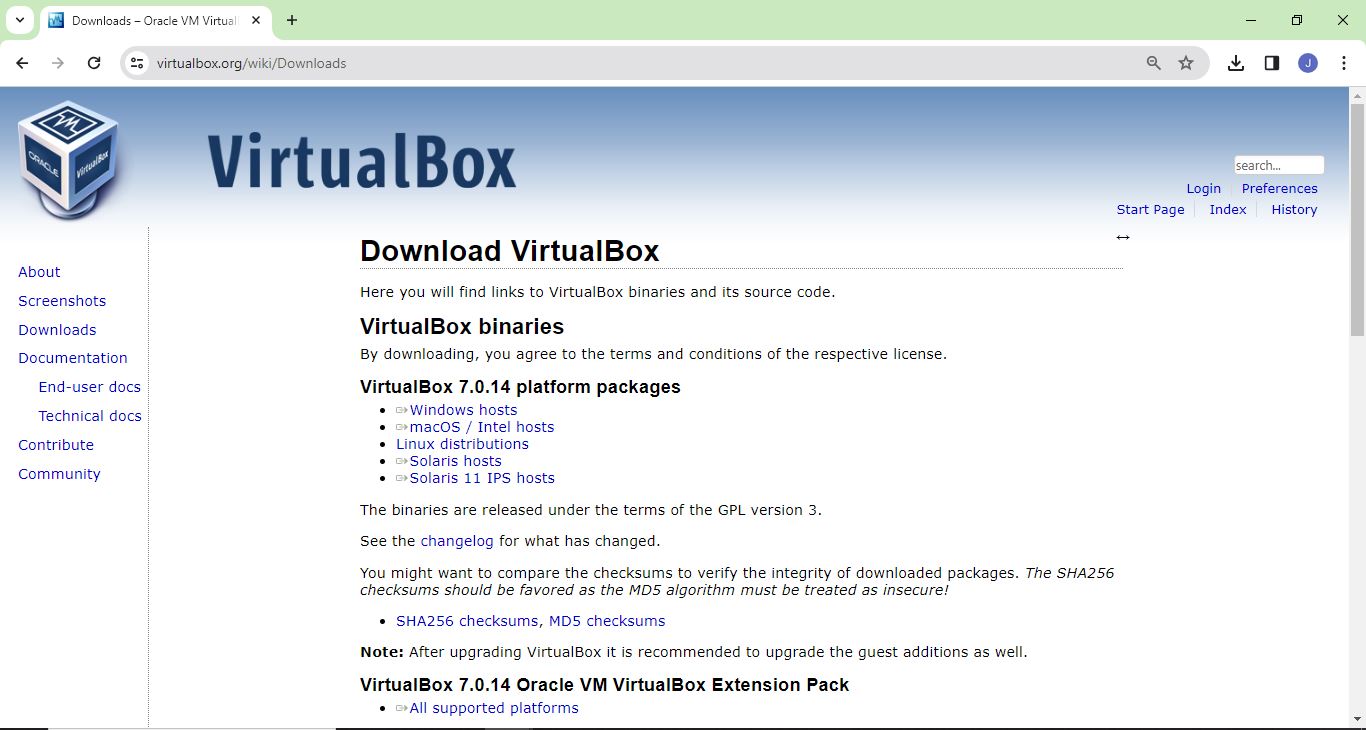 Downloads – Oracle VM Virtual
virtualbox.org/wiki/Downloads
J
ORACLE
VirtualBox
VirtualBox
search...
Login
Preferences
Start Page
Index
History
About
Screenshots
Downloads
Documentation
End-user docs
Technical docs
Contribute
Community
Download VirtualBox
Here you will find links to VirtualBox binaries and its source code.
VirtualBox binaries
By downloading, you agree to the terms and conditions of the respective license.
VirtualBox 7.0.14 platform packages
Windows hosts
macOS / Intel hosts
Linux distributions
Solaris hosts
Solaris 11 IPS hosts
The binaries are released under the terms of the GPL version 3.
See the changelog for what has changed.
You might want to compare the checksums to verify the integrity of downloaded packages. The SHA256
checksums should be favored as the MD5 algorithm must be treated as insecure!
SHA256 checksums, MD5 checksums
Note: After upgrading VirtualBox it is recommended to upgrade the guest additions as well.
VirtualBox 7.0.14 Oracle VM VirtualBox Extension Pack
All supported platforms